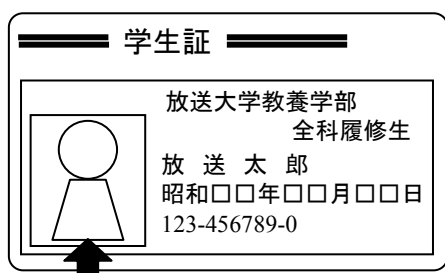 学生証
放送大学教養学部
全科履修生
放 送 太 郎
昭和□□年□□月□□日
123-456789-0